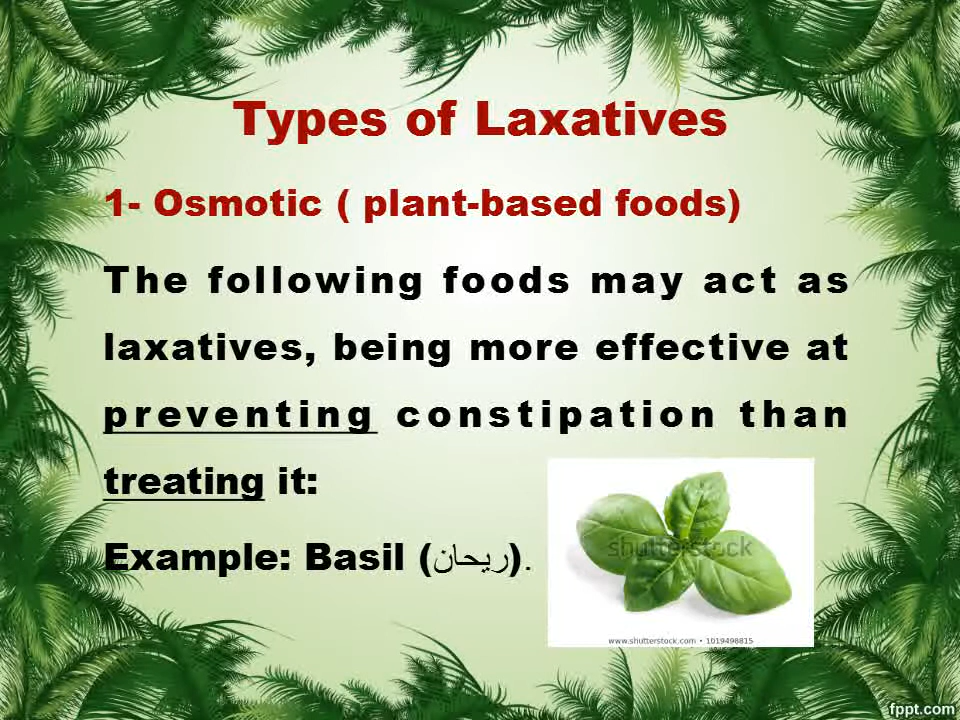 Types of Laxatives
1- Osmotic ( plant-based foods)
The following foods may act as
laxatives, being more effective at
preventing constipation than
treating it:
Example: Basil (ريحان).
shutterstock
www.shutterstock.com • 1019498815
fppt.com